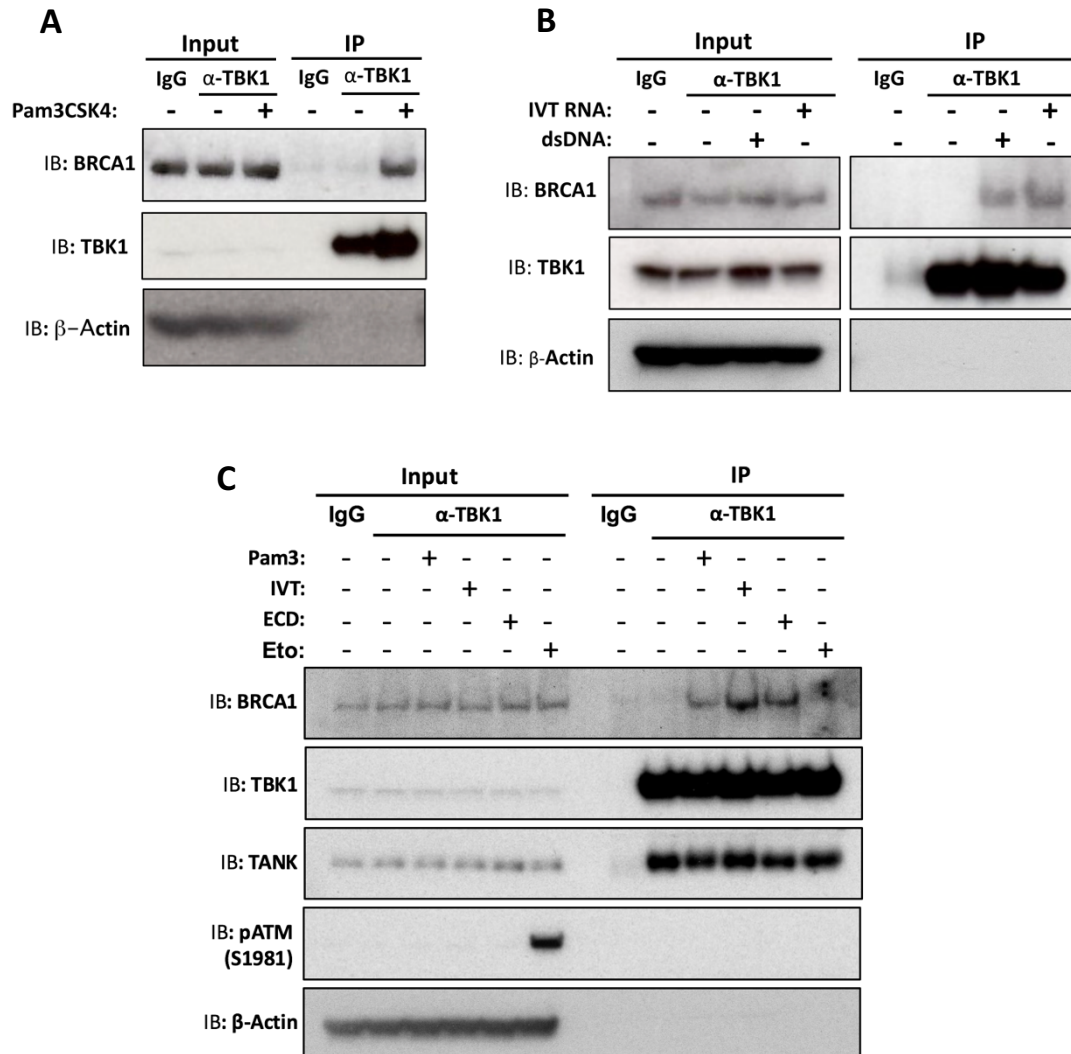 A
Input IP
IgG α-TBK1 IgG α-TBK1
Pam3CSK4: - - + - - +
IB: BRCA1
IB: TBK1
IB: β-Actin
B
Input IP
IgG α-TBK1 IgG α-TBK1
IVT RNA: - - - + - - - +
dsDNA: - - + - - - + -
IB: BRCA1
IB: TBK1
IB: β-Actin
C
Input IP
IgG α-TBK1 IgG α-TBK1
Pam3: - - + - - - - - + - - -
IVT: - - - + - - - - - + - -
ECD: - - - - + - - - - - + -
Eto: - - - - - + - - - - - +
IB: BRCA1
IB: TBK1
IB: TANK
IB: pATM
(S1981)
IB: β-Actin